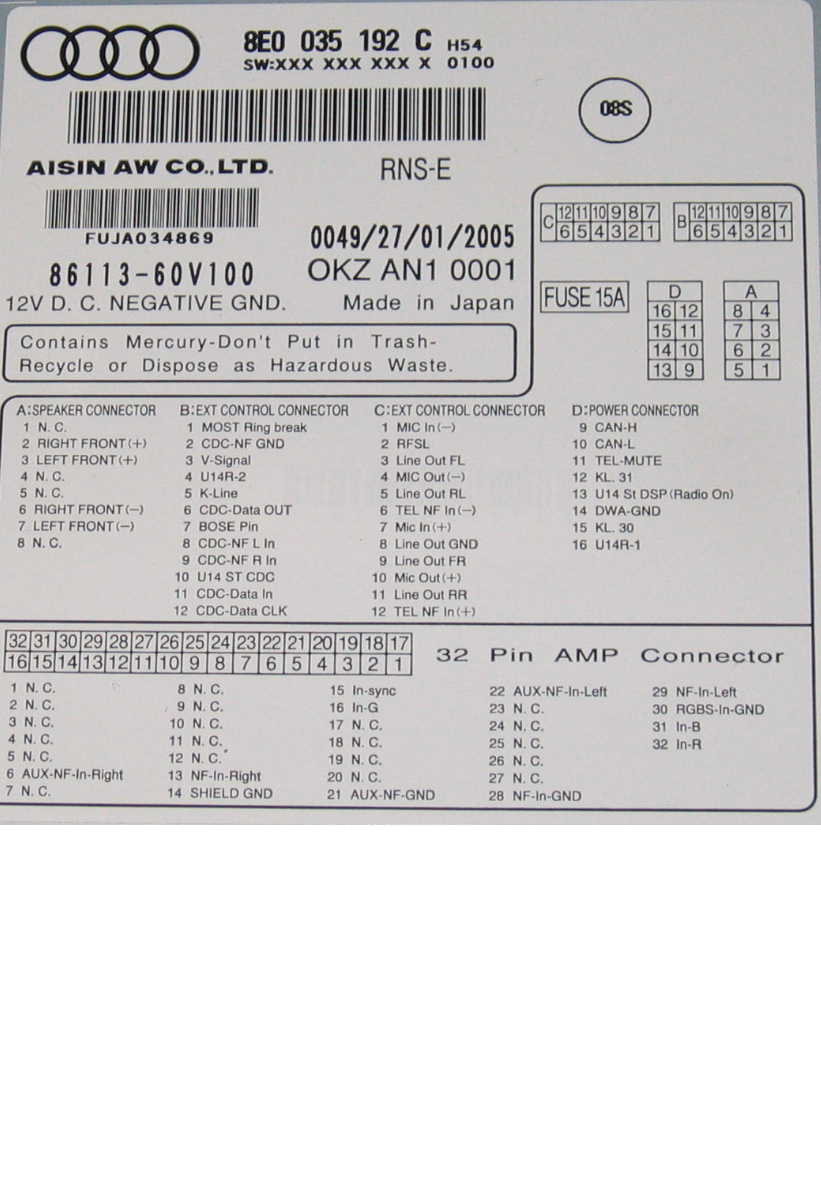 8E0 035 192 C H54
SW:XXX XXX XXX X 0100
08S
AISIN AW CO.,LTD.
RNS-E
FUJA034869
0049/27/01/2005
86113-60V100
OKZ AN1 0001
12V D. C. NEGATIVE GND.
Made in Japan
Contains Mercury-Don't Put in Trash-
Recycle or Dispose as Hazardous Waste.
C 12 11 10 9 8 7
6 5 4 3 2 1
B 12 11 10 9 8 7
6 5 4 3 2 1
FUSE 15A
D
16 12
15 11
14 10
13 9
A
8 4
7 3
6 2
5 1
A:SPEAKER CONNECTOR
1 N. C.
2 RIGHT FRONT(+)
3 LEFT FRONT(+)
4 N. C.
5 N. C.
6 RIGHT FRONT(-)
7 LEFT FRONT(-)
8 N. C.
B:EXT CONTROL CONNECTOR
1 MOST Ring break
2 CDC-NF GND
3 V-Signal
4 U14R-2
5 K-Line
6 CDC-Data OUT
7 BOSE Pin
8 CDC-NF L In
9 CDC-NF R In
10 U14 ST CDC
11 CDC-Data In
12 CDC-Data CLK
C:EXT CONTROL CONNECTOR
1 MIC In(-)
2 RFSL
3 Line Out FL
4 MIC Out(-)
5 Line Out RL
6 TEL NF In(-)
7 Mic In(+)
8 Line Out GND
9 Line Out FR
10 Mic Out(+)
11 Line Out RR
12 TEL NF In(+)
D:POWER CONNECTOR
9 CAN-H
10 CAN-L
11 TEL-MUTE
12 KL. 31
13 U14 St DSP(Radio On)
14 DWA-GND
15 KL. 30
16 U14R-1
32 31 30 29 28 27 26 25 24 23 22 21 20 19 18 17
16 15 14 13 12 11 10 9 8 7 6 5 4 3 2 1
32 Pin AMP Connector
1 N. C.
2 N. C.
3 N. C.
4 N. C.
5 N. C.
6 AUX-NF-In-Right
7 N. C.
8 N. C.
9 N. C.
10 N. C.
11 N. C.
12 N. C.
13 NF-In-Right
14 SHIELD GND
15 In-sync
16 In-G
17 N. C.
18 N. C.
19 N. C.
20 N. C.
21 AUX-NF-GND
22 AUX-NF-In-Left
23 N. C.
24 N. C.
25 N. C.
26 N. C.
27 N. C.
28 NF-In-GND
29 NF-In-Left
30 RGBS-In-GND
31 In-B
32 In-R